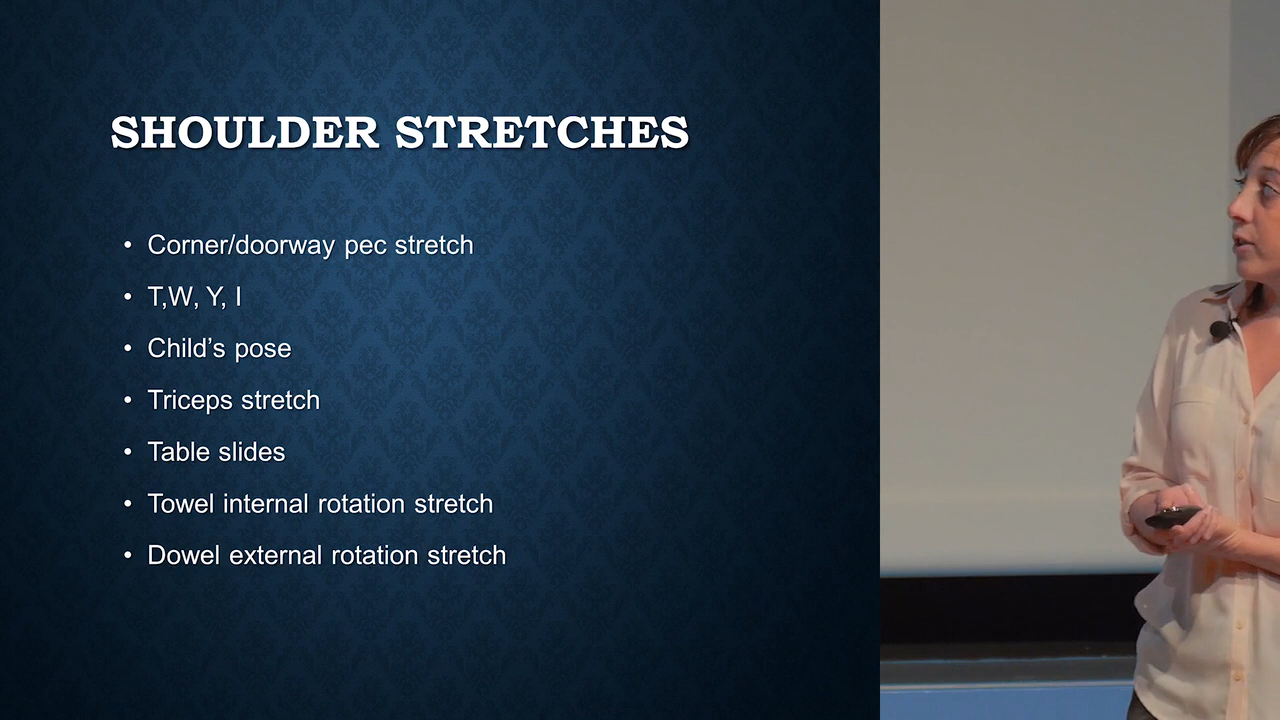 SHOULDER STRETCHES
• Corner/doorway pec stretch
• T,W, Y, I
• Child’s pose
• Triceps stretch
• Table slides
• Towel internal rotation stretch
• Dowel external rotation stretch